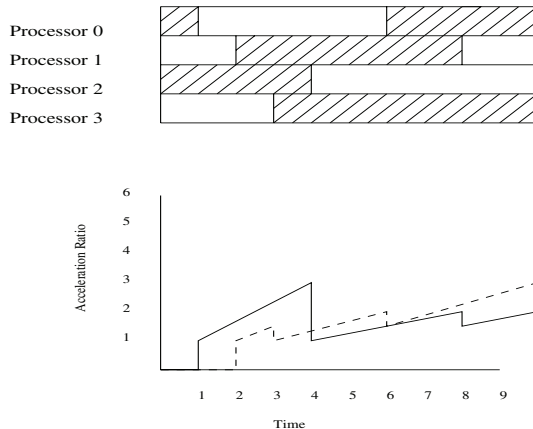 Processor 0
Processor 1
Processor 2
Processor 3
6
5
4
3
2
1
Acceleration Ratio
1 2 3 4 5 6 7 8 9
Time